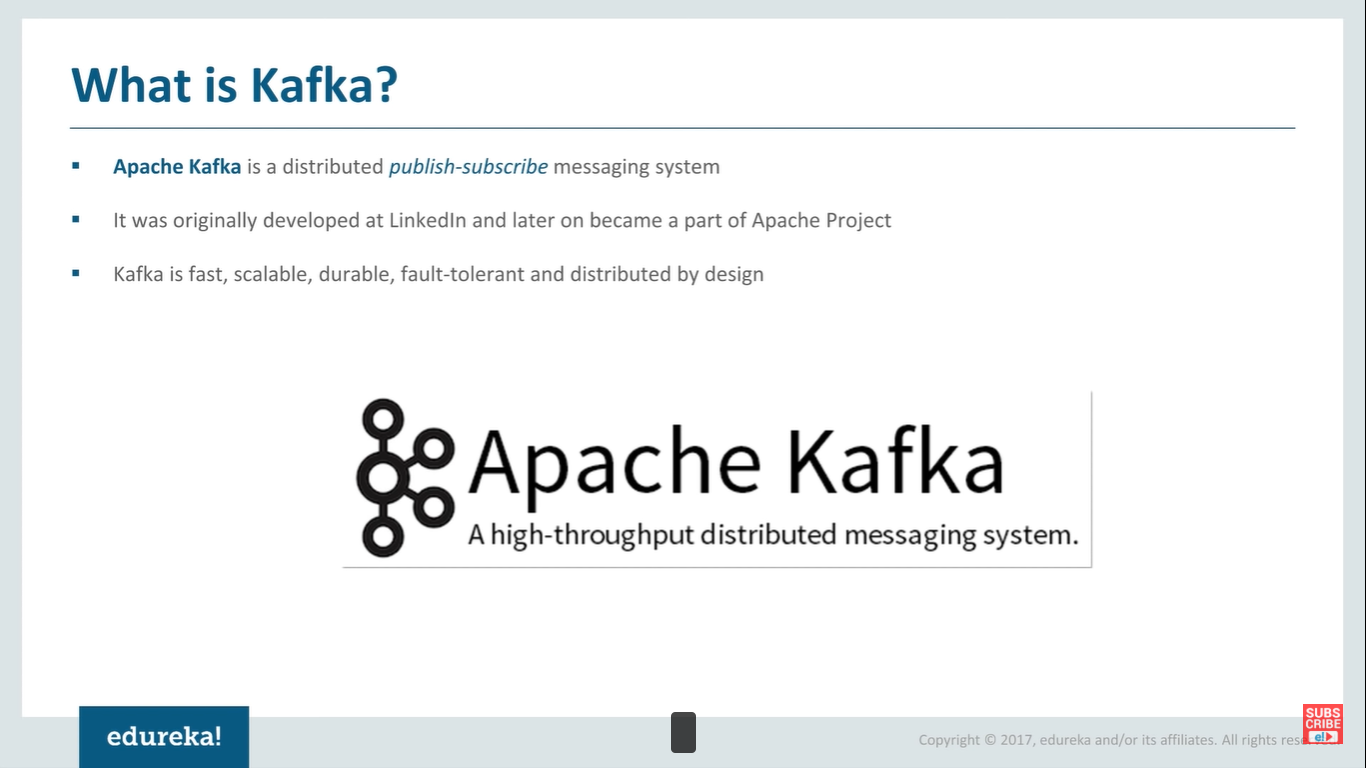 What is Kafka?
Apache Kafka is a distributed publish-subscribe messaging system
It was originally developed at LinkedIn and later on became a part of Apache Project
Kafka is fast, scalable, durable, fault-tolerant and distributed by design
Apache Kafka
A high-throughput distributed messaging system.
edureka!
Copyright © 2017, edureka and/or its affiliates. All rights
SUBS
CRIBE
e!